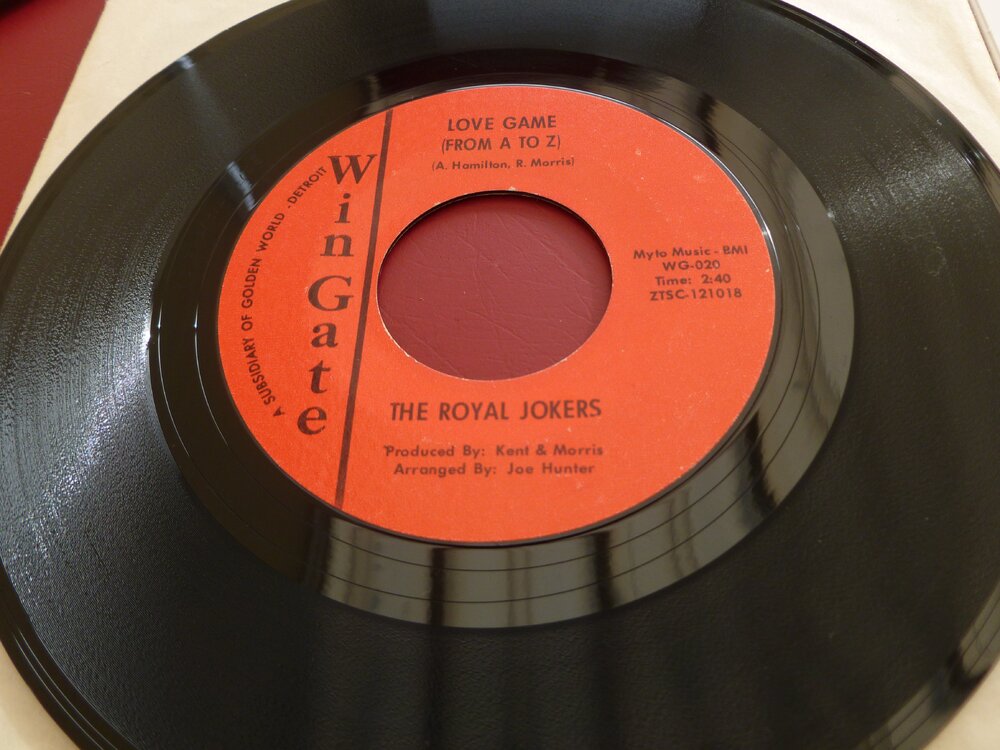 LOVE GAME
(FROM A TO Z)
(A. Hamilton, R. Morris)
A SUBSIDIARY OF GOLDEN WORLD - DETROIT
WinGate
Myto Music - BMI
WG-020
Time: 2:40
ZTSC-121018
THE ROYAL JOKERS
Produced By: Kent & Morris
Arranged By: Joe Hunter